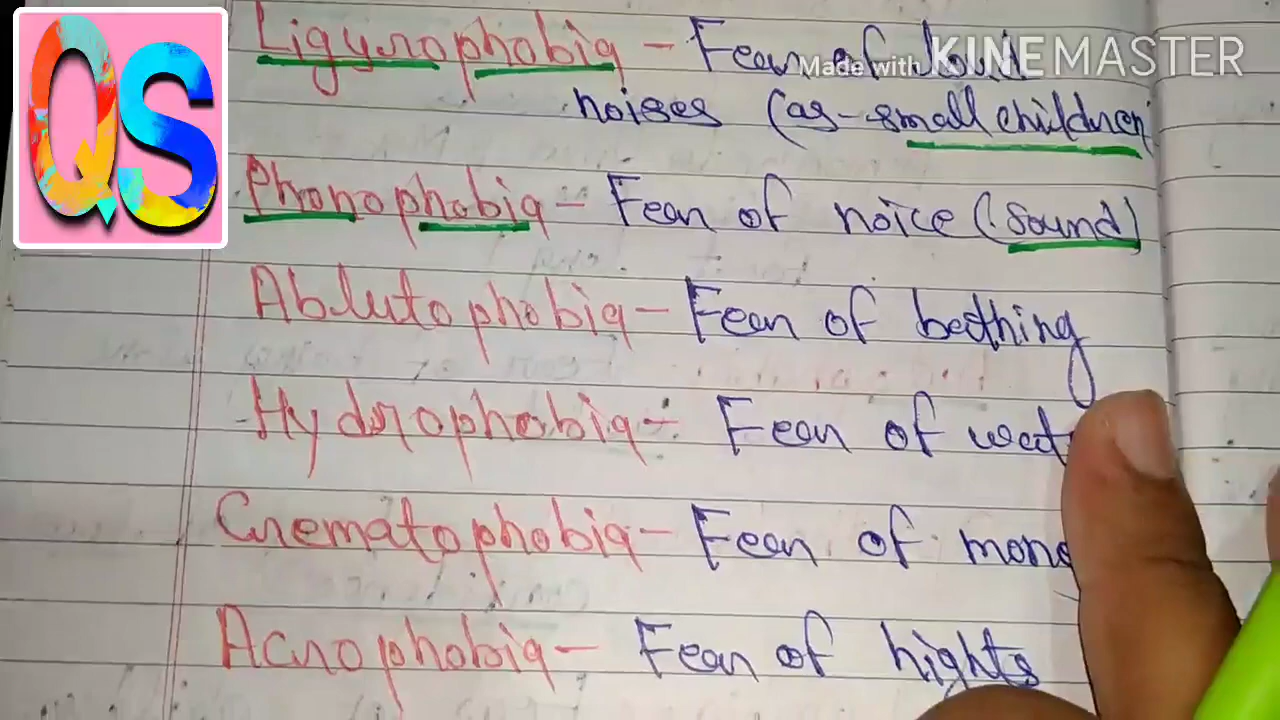 QS
Ligyrophobia - Fear of loud
Made with KINEMASTER
noises (as-small children
Phonophobia - Fear of noice (sound)
Ablutophobia - Fear of bathing
Hydrophobia - Fear of wat
Crematophobia - Fear of mone
Acrophobia - Fear of hights